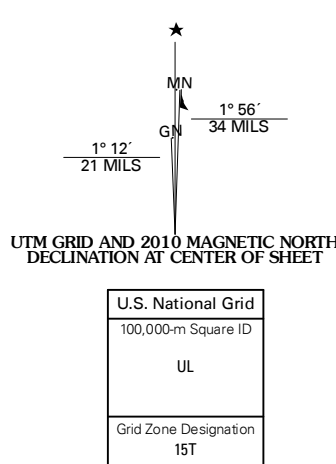 ★
MN
1° 56´
34 MILS
GN
1° 12´
21 MILS
UTM GRID AND 2010 MAGNETIC NORTH
DECLINATION AT CENTER OF SHEET
U.S. National Grid
100,000-m Square ID
UL
Grid Zone Designation
15T